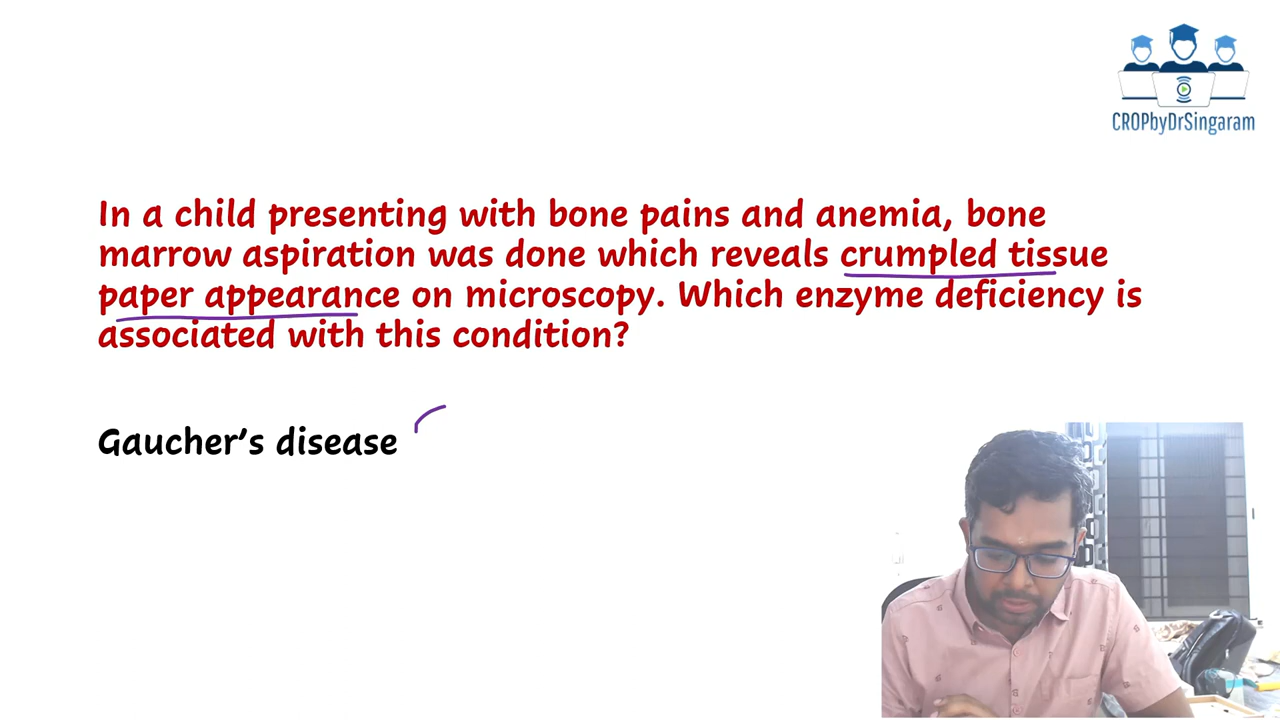 CROPbyDrSingaram
In a child presenting with bone pains and anemia, bone
marrow aspiration was done which reveals crumpled tissue
paper appearance on microscopy. Which enzyme deficiency is
associated with this condition?
Gaucher’s disease